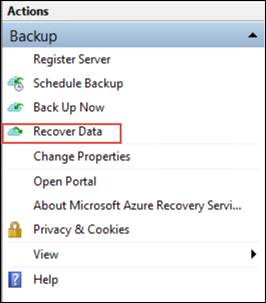 Actions
Backup
Register Server
Schedule Backup
Back Up Now
Recover Data
Change Properties
Open Portal
About Microsoft Azure Recovery Servi...
Privacy & Cookies
View
Help